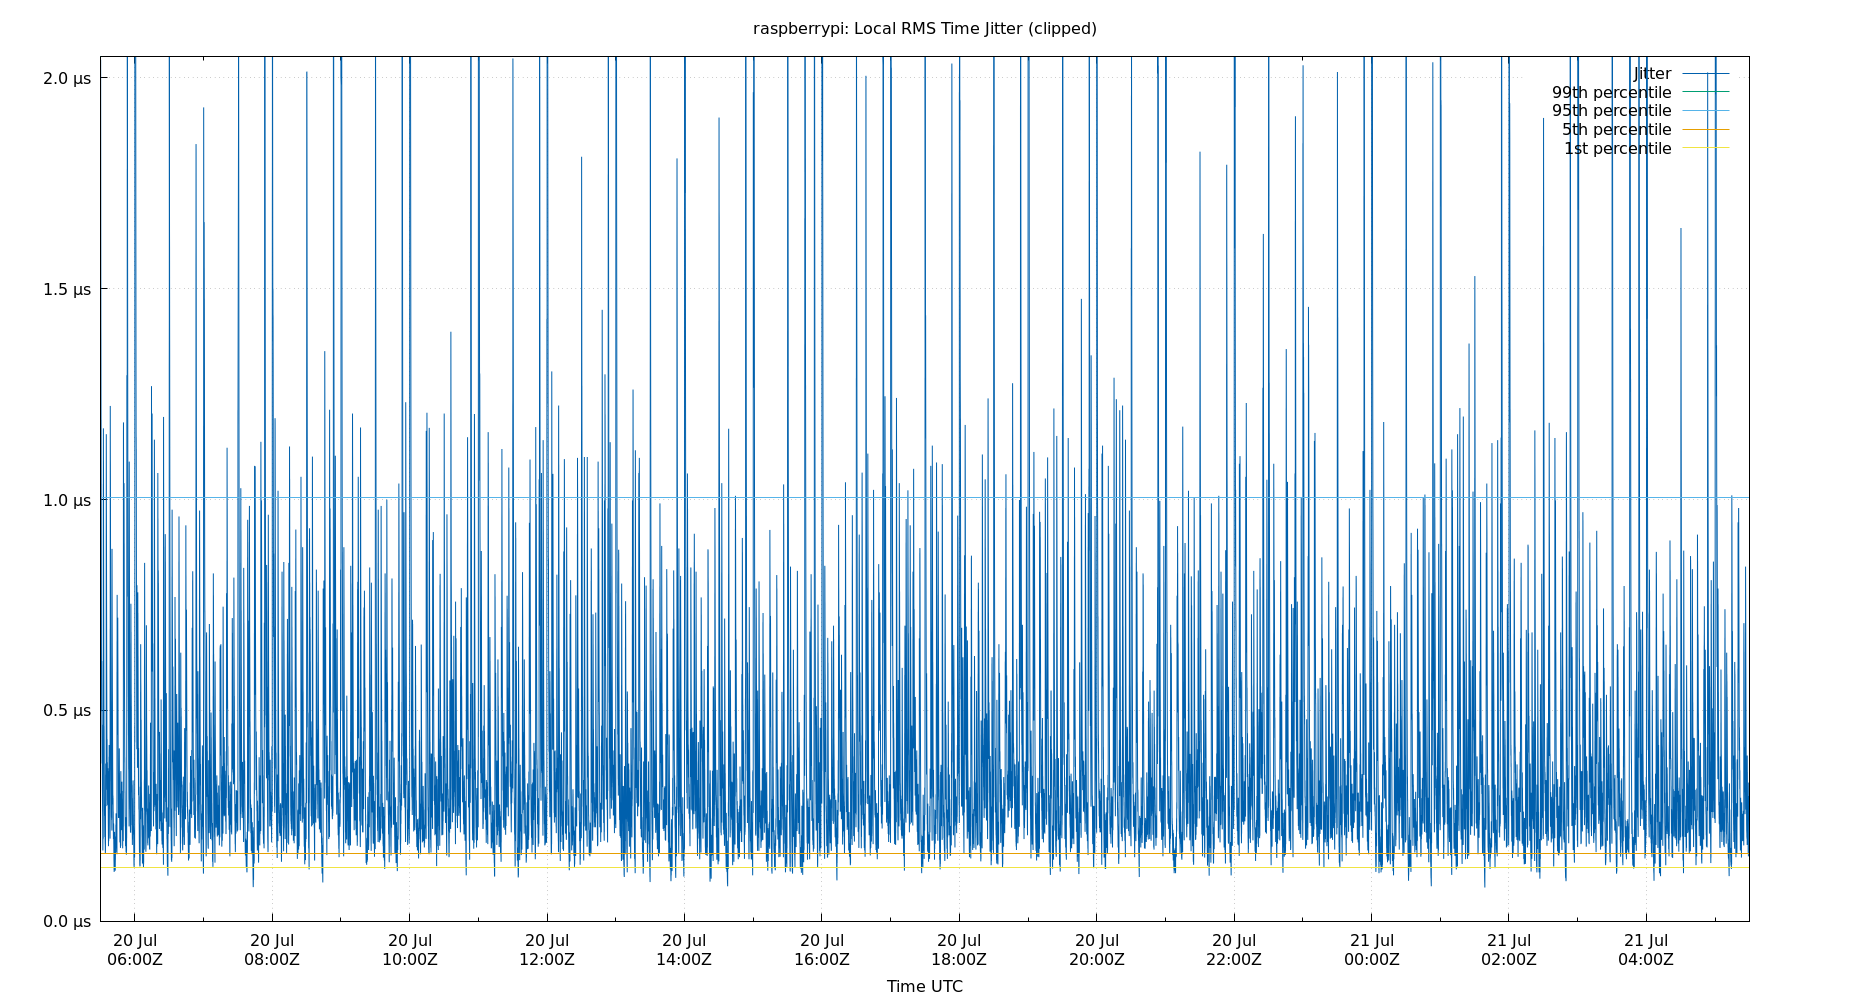 raspberrypi: Local RMS Time Jitter (clipped)
2.0 μs
1.5 μs
1.0 μs
0.5 μs
0.0 μs
Jitter
99th percentile
95th percentile
5th percentile
1st percentile
20 Jul 20 Jul 20 Jul 20 Jul 20 Jul 20 Jul 20 Jul 20 Jul 20 Jul 21 Jul 21 Jul 21 Jul
06:00Z 08:00Z 10:00Z 12:00Z 14:00Z 16:00Z 18:00Z 20:00Z 22:00Z 00:00Z 02:00Z 04:00Z
Time UTC